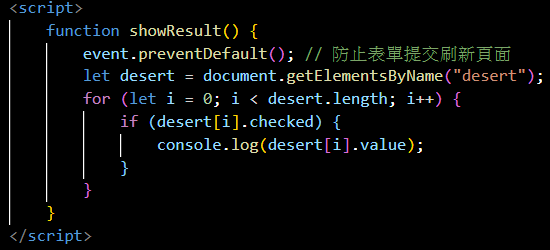 <script>
function showResult() {
event.preventDefault(); // 防止表單提交刷新頁面
let desert = document.getElementsByName("desert");
for (let i = 0; i < desert.length; i++) {
if (desert[i].checked) {
console.log(desert[i].value);
}
}
}
</script>